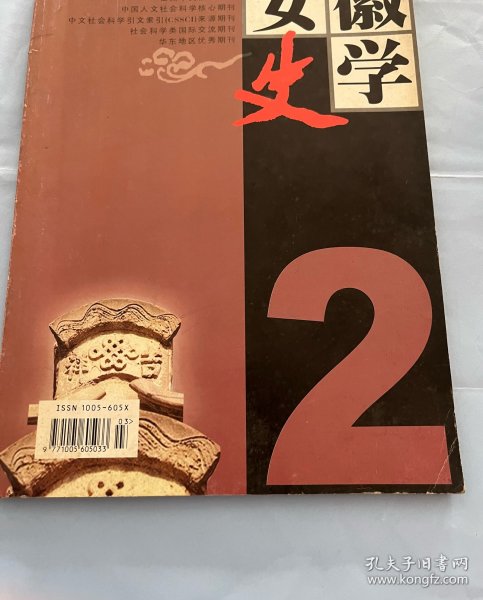 中国人文社会科学核心期刊
中文社会科学引文索引(CSSCI)来源期刊
社会科学类国际交流期刊
华东地区优秀期刊
安徽
史学
2
吉祥
ISSN 1005-605X
03>
9 771005 605033
孔夫子旧书网
www.kongfz.com